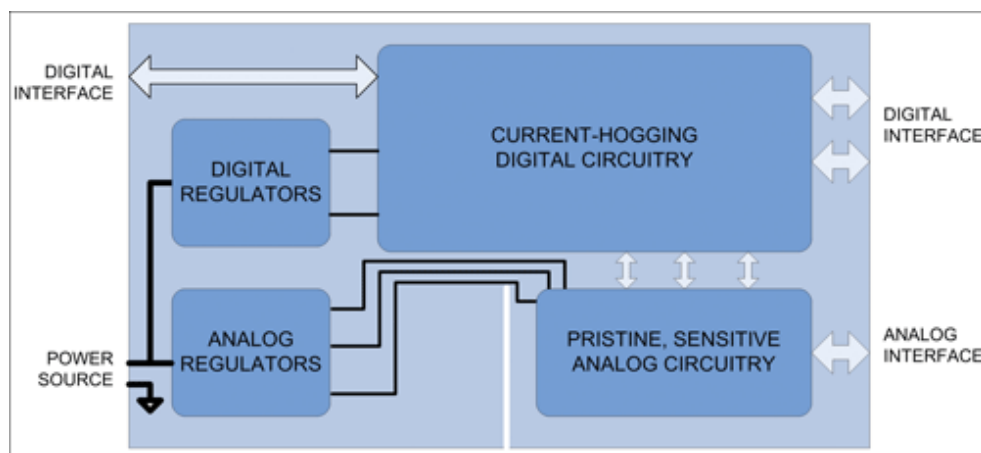 DIGITAL
INTERFACE
CURRENT-HOGGING
DIGITAL CIRCUITRY
DIGITAL
INTERFACE
DIGITAL
REGULATORS
ANALOG
REGULATORS
PRISTINE, SENSITIVE
ANALOG CIRCUITRY
ANALOG
INTERFACE
POWER
SOURCE